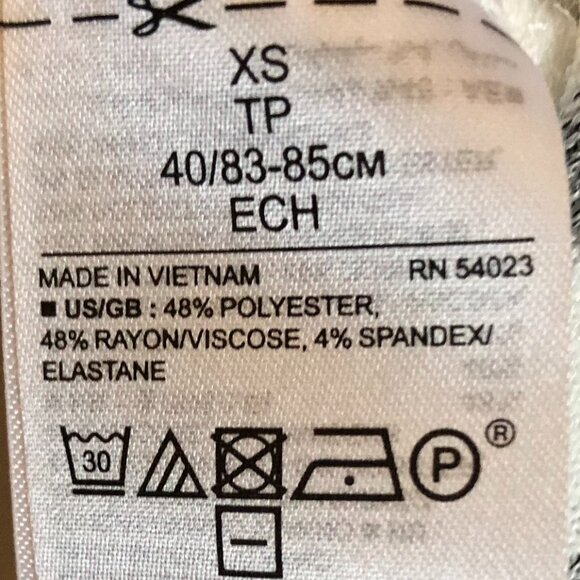 XS
TP
40/83-85СМ
ECH
MADE IN VIETNAM RN 54023
■ US/GB : 48% POLYESTER,
48% RAYON/VISCOSE, 4% SPANDEX/
ELASTANE
30 P ®